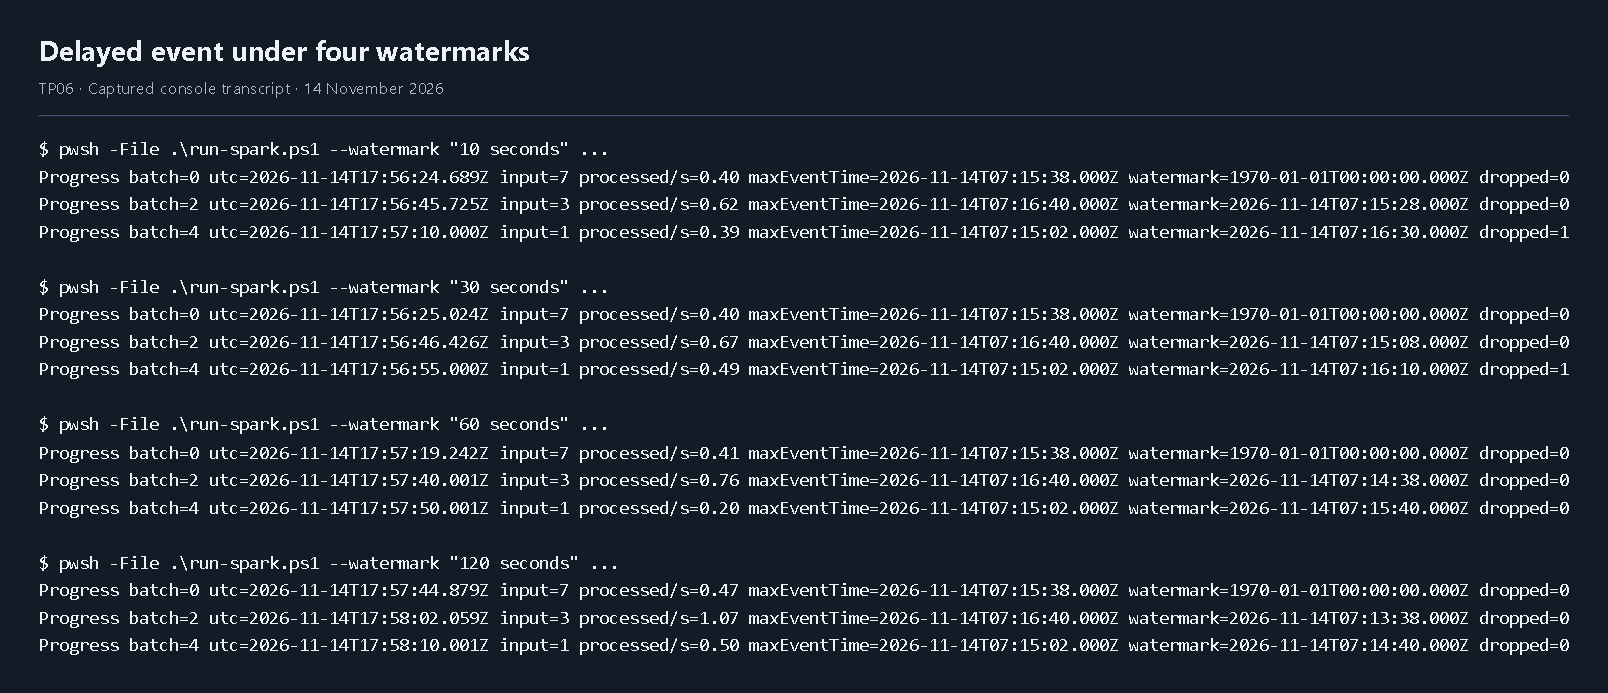 Delayed event under four watermarks
TP06 · Captured console transcript · 14 November 2026
$ pwsh -File .\run-spark.ps1 --watermark "10 seconds" ...
Progress batch=0 utc=2026-11-14T17:56:24.689Z input=7 processed/s=0.40 maxEventTime=2026-11-14T07:15:38.000Z watermark=1970-01-01T00:00:00.000Z dropped=0
Progress batch=2 utc=2026-11-14T17:56:45.725Z input=3 processed/s=0.62 maxEventTime=2026-11-14T07:16:40.000Z watermark=2026-11-14T07:15:28.000Z dropped=0
Progress batch=4 utc=2026-11-14T17:57:10.000Z input=1 processed/s=0.39 maxEventTime=2026-11-14T07:15:02.000Z watermark=2026-11-14T07:16:30.000Z dropped=1
$ pwsh -File .\run-spark.ps1 --watermark "30 seconds" ...
Progress batch=0 utc=2026-11-14T17:56:25.024Z input=7 processed/s=0.40 maxEventTime=2026-11-14T07:15:38.000Z watermark=1970-01-01T00:00:00.000Z dropped=0
Progress batch=2 utc=2026-11-14T17:56:46.426Z input=3 processed/s=0.67 maxEventTime=2026-11-14T07:16:40.000Z watermark=2026-11-14T07:15:08.000Z dropped=0
Progress batch=4 utc=2026-11-14T17:56:55.000Z input=1 processed/s=0.49 maxEventTime=2026-11-14T07:15:02.000Z watermark=2026-11-14T07:16:10.000Z dropped=1
$ pwsh -File .\run-spark.ps1 --watermark "60 seconds" ...
Progress batch=0 utc=2026-11-14T17:57:19.242Z input=7 processed/s=0.41 maxEventTime=2026-11-14T07:15:38.000Z watermark=1970-01-01T00:00:00.000Z dropped=0
Progress batch=2 utc=2026-11-14T17:57:40.001Z input=3 processed/s=0.76 maxEventTime=2026-11-14T07:16:40.000Z watermark=2026-11-14T07:14:38.000Z dropped=0
Progress batch=4 utc=2026-11-14T17:57:50.001Z input=1 processed/s=0.20 maxEventTime=2026-11-14T07:15:02.000Z watermark=2026-11-14T07:15:40.000Z dropped=0
$ pwsh -File .\run-spark.ps1 --watermark "120 seconds" ...
Progress batch=0 utc=2026-11-14T17:57:44.879Z input=7 processed/s=0.47 maxEventTime=2026-11-14T07:15:38.000Z watermark=1970-01-01T00:00:00.000Z dropped=0
Progress batch=2 utc=2026-11-14T17:58:02.059Z input=3 processed/s=1.07 maxEventTime=2026-11-14T07:16:40.000Z watermark=2026-11-14T07:13:38.000Z dropped=0
Progress batch=4 utc=2026-11-14T17:58:10.001Z input=1 processed/s=0.50 maxEventTime=2026-11-14T07:15:02.000Z watermark=2026-11-14T07:14:40.000Z dropped=0